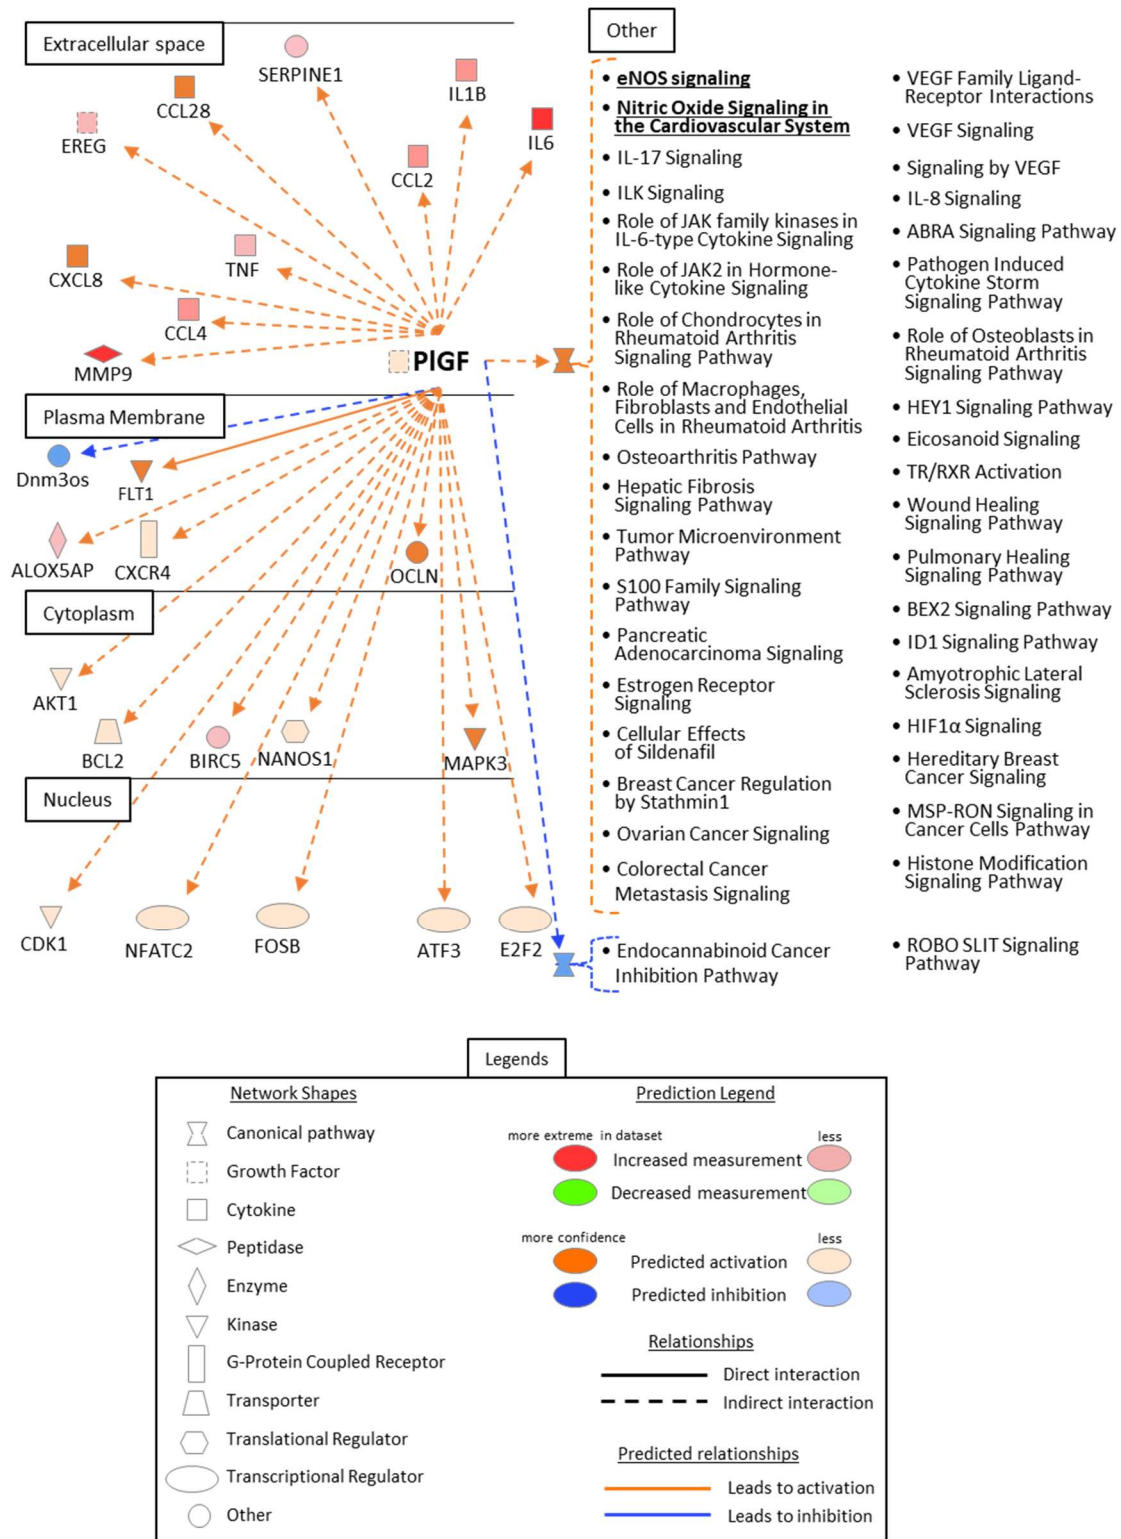 Extracellular space
SERPINE1
CCL28
IL1B
EREG
IL6
CCL2
CXCL8
TNF
CCL4
MMP9
PlGF
Plasma Membrane
Dnm3os
FLT1
ALOX5AP
CXCR4
OCLN
Cytoplasm
AKT1
BCL2
BIRC5
NANOS1
MAPK3
Nucleus
CDK1
NFATC2
FOSB
ATF3
E2F2
Other
• eNOS signaling
• Nitric Oxide Signaling in
the Cardiovascular System
• IL-17 Signaling
• ILK Signaling
• Role of JAK family kinases in
IL-6-type Cytokine Signaling
• Role of JAK2 in Hormone-
like Cytokine Signaling
• Role of Chondrocytes in
Rheumatoid Arthritis
Signaling Pathway
• Role of Macrophages,
Fibroblasts and Endothelial
Cells in Rheumatoid Arthritis
• Osteoarthritis Pathway
• Hepatic Fibrosis
Signaling Pathway
• Tumor Microenvironment
Pathway
• S100 Family Signaling
Pathway
• Pancreatic
Adenocarcinoma Signaling
• Estrogen Receptor
Signaling
• Cellular Effects
of Sildenafil
• Breast Cancer Regulation
by Stathmin1
• Ovarian Cancer Signaling
• Colorectal Cancer
Metastasis Signaling
• Endocannabinoid Cancer
Inhibition Pathway
• VEGF Family Ligand-
Receptor Interactions
• VEGF Signaling
• Signaling by VEGF
• IL-8 Signaling
• ABRA Signaling Pathway
• Pathogen Induced
Cytokine Storm
Signaling Pathway
• Role of Osteoblasts in
Rheumatoid Arthritis
Signaling Pathway
• HEY1 Signaling Pathway
• Eicosanoid Signaling
• TR/RXR Activation
• Wound Healing
Signaling Pathway
• Pulmonary Healing
Signaling Pathway
• BEX2 Signaling Pathway
• ID1 Signaling Pathway
• Amyotrophic Lateral
Sclerosis Signaling
• HIF1α Signaling
• Hereditary Breast
Cancer Signaling
• MSP-RON Signaling in
Cancer Cells Pathway
• Histone Modification
Signaling Pathway
• ROBO SLIT Signaling
Pathway
Legends
Network Shapes
Canonical pathway
Growth Factor
Cytokine
Peptidase
Enzyme
Kinase
G-Protein Coupled Receptor
Transporter
Translational Regulator
Transcriptional Regulator
Other
Prediction Legend
more extreme in dataset less
Increased measurement
Decreased measurement
more confidence less
Predicted activation
Predicted inhibition
Relationships
Direct interaction
Indirect interaction
Predicted relationships
Leads to activation
Leads to inhibition